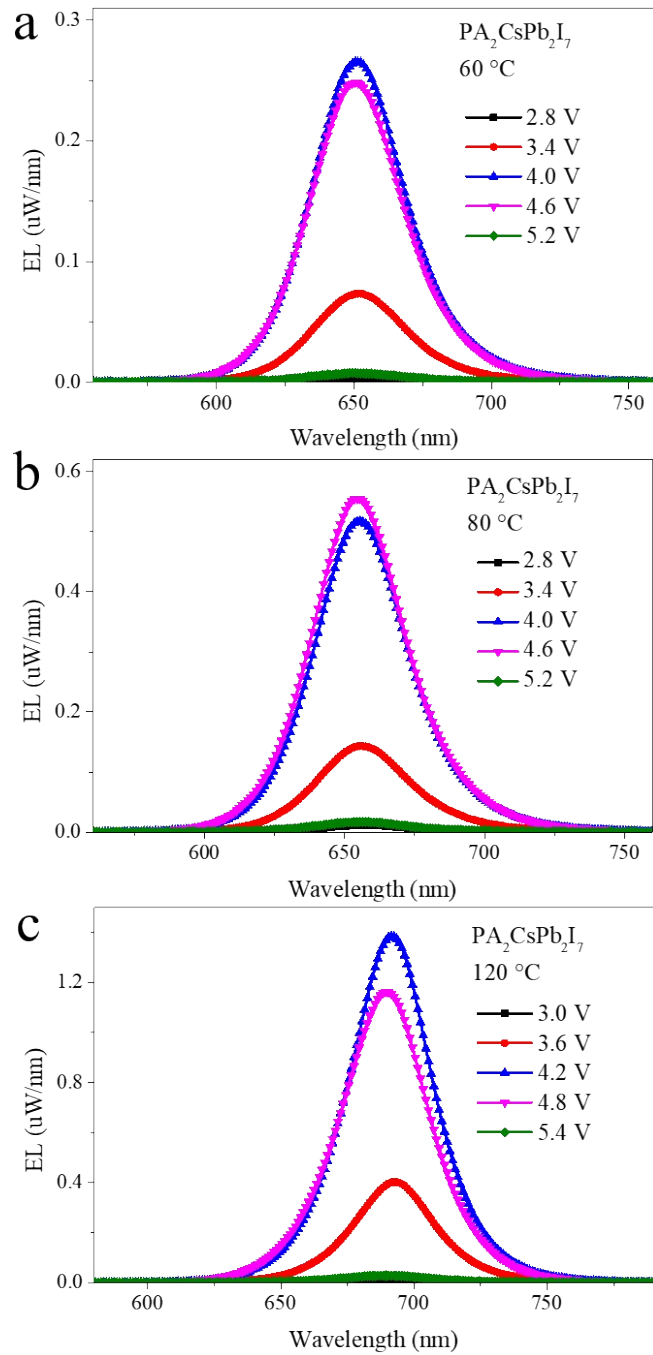 a
PA₂CsPb₂I₇
60 °C
2.8 V
3.4 V
4.0 V
4.6 V
5.2 V
EL (uW/nm)
0.3
0.2
0.1
0.0
600 650 700 750
Wavelength (nm)
b
PA₂CsPb₂I₇
80 °C
2.8 V
3.4 V
4.0 V
4.6 V
5.2 V
EL (uW/nm)
0.6
0.4
0.2
0.0
600 650 700 750
Wavelength (nm)
c
PA₂CsPb₂I₇
120 °C
3.0 V
3.6 V
4.2 V
4.8 V
5.4 V
EL (uW/nm)
1.2
0.8
0.4
0.0
600 650 700 750
Wavelength (nm)